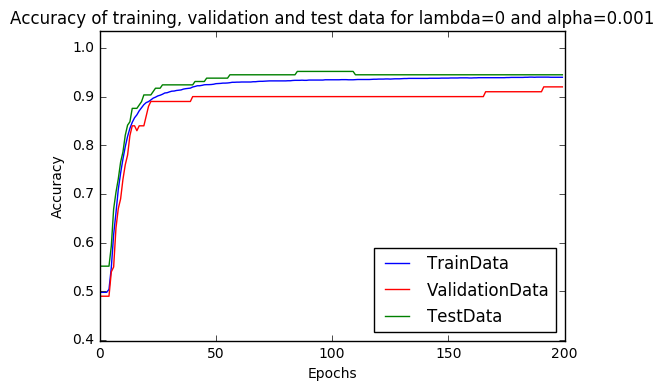 Accuracy of training, validation and test data for lambda=0 and alpha=0.001
1.0
0.9
0.8
0.7
0.6
0.5
0.4
Accuracy
TrainData
ValidationData
TestData
0 50 100 150 200
Epochs